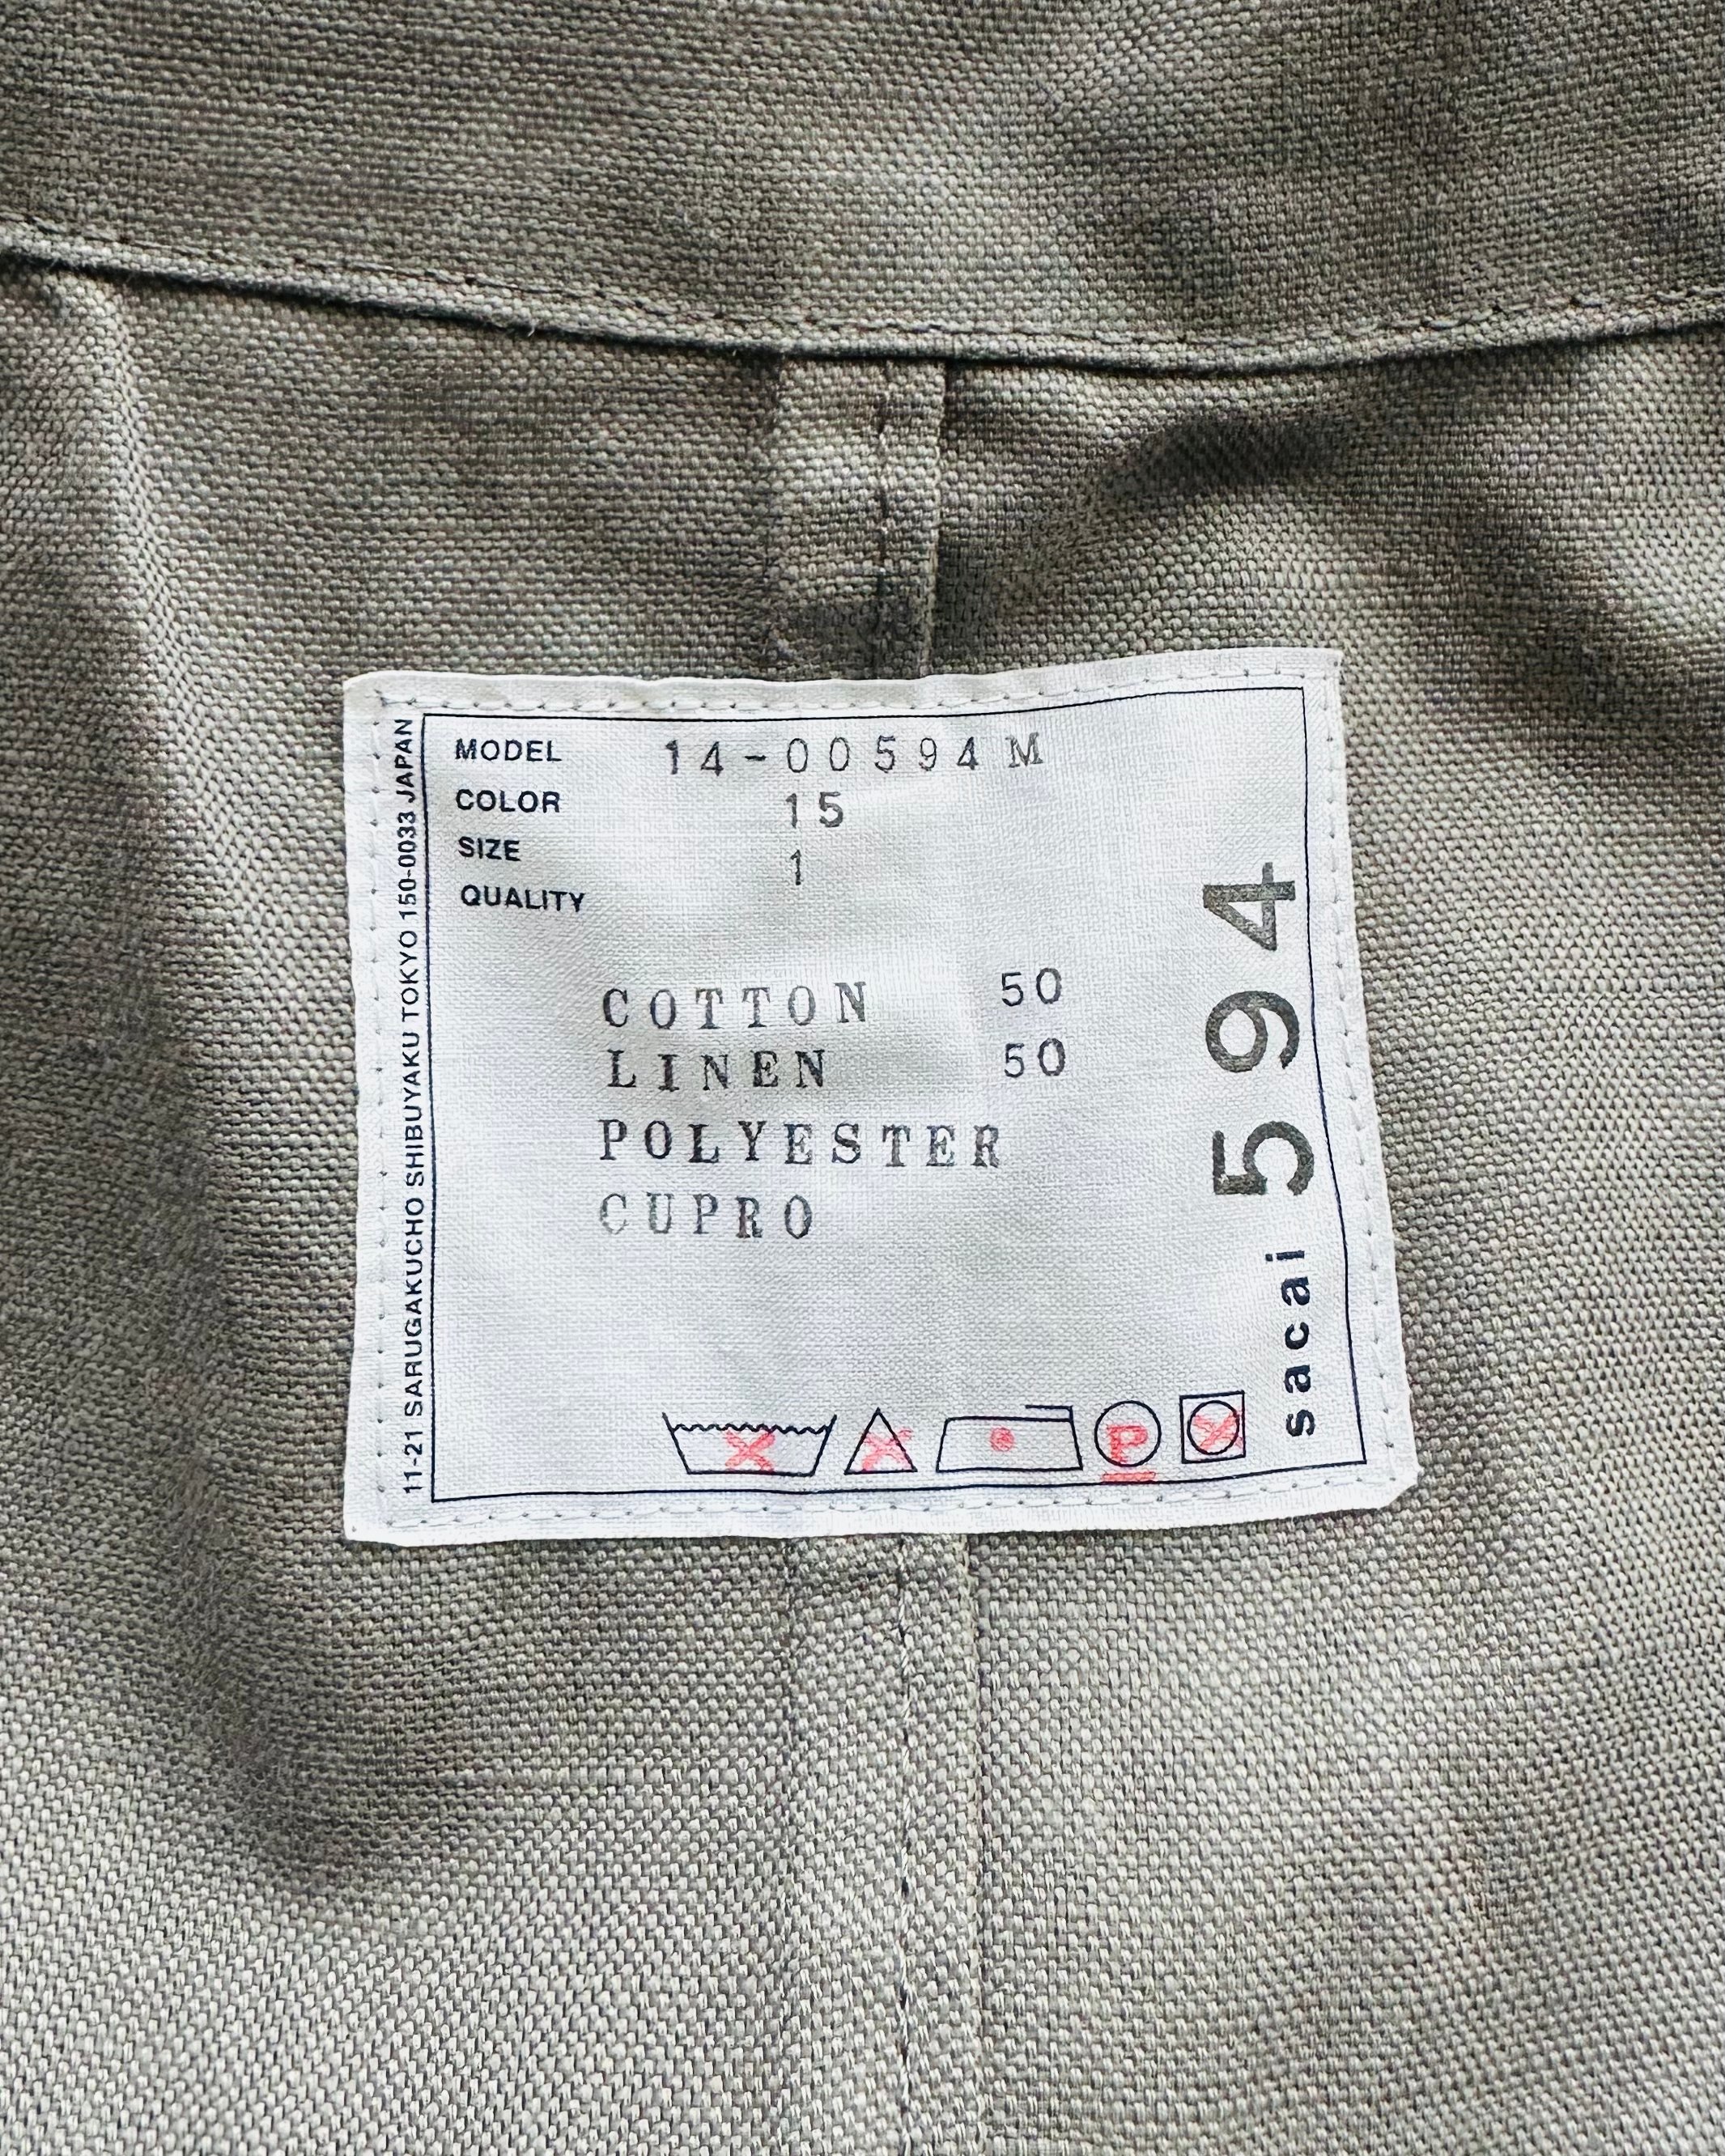 MODEL 14-00594 M
COLOR 15
SIZE 1
QUALITY
COTTON 50
LINEN 50
POLYESTER
CUPRO
P
11-21 SARUGAKUCHO SHIBUYAKU TOKYO 150-0033 JAPAN
sacai 594